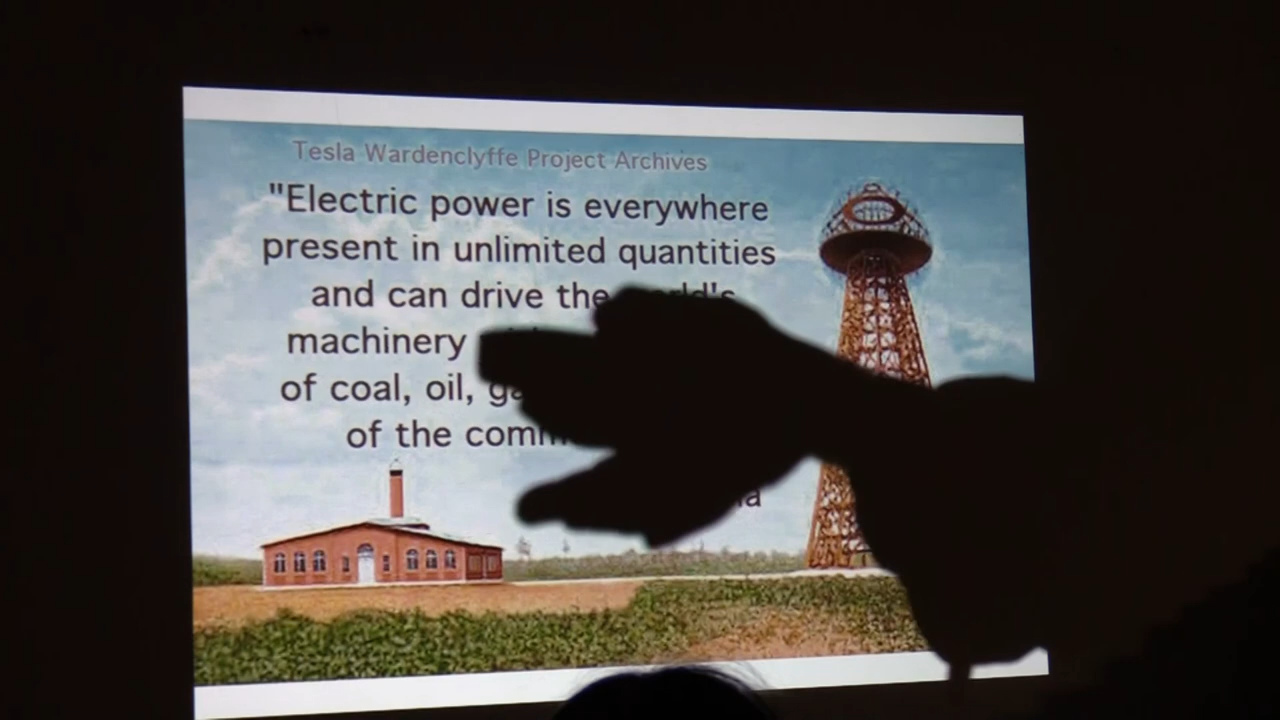 Tesla Wardenclyffe Project Archives
"Electric power is everywhere
present in unlimited quantities
and can drive the world's
machinery
of coal, oil,
of the